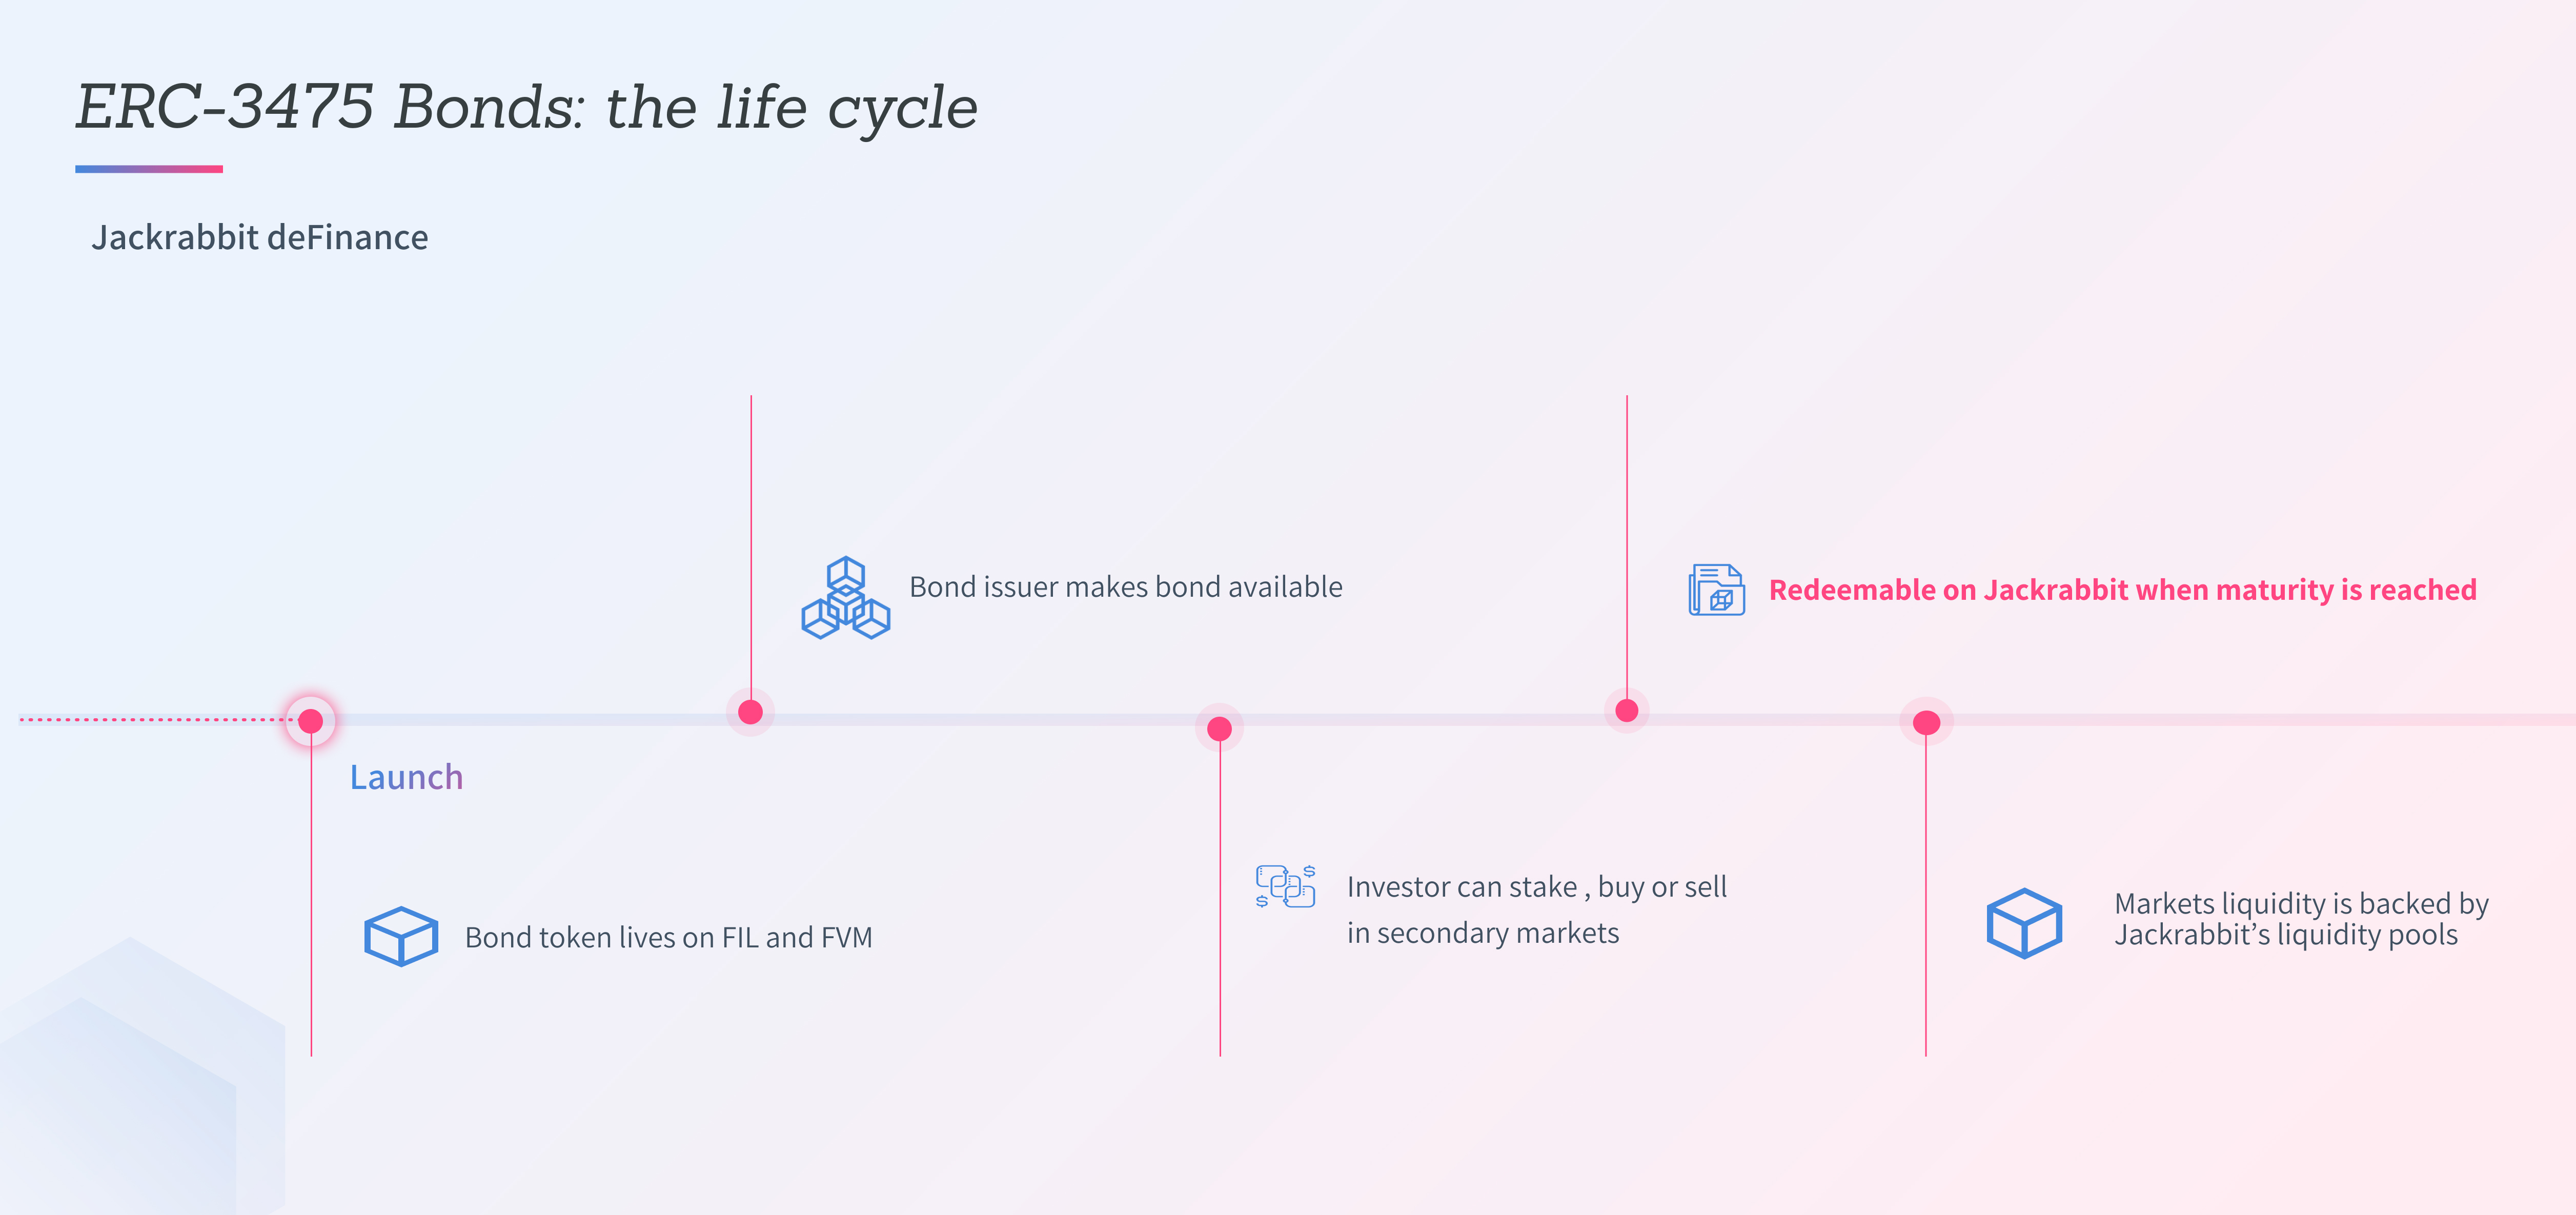 ERC-3475 Bonds: the life cycle
Jackrabbit deFinance
Bond issuer makes bond available
Redeemable on Jackrabbit when maturity is reached
Launch
Bond token lives on FIL and FVM
Investor can stake , buy or sell
in secondary markets
Markets liquidity is backed by
Jackrabbit’s liquidity pools